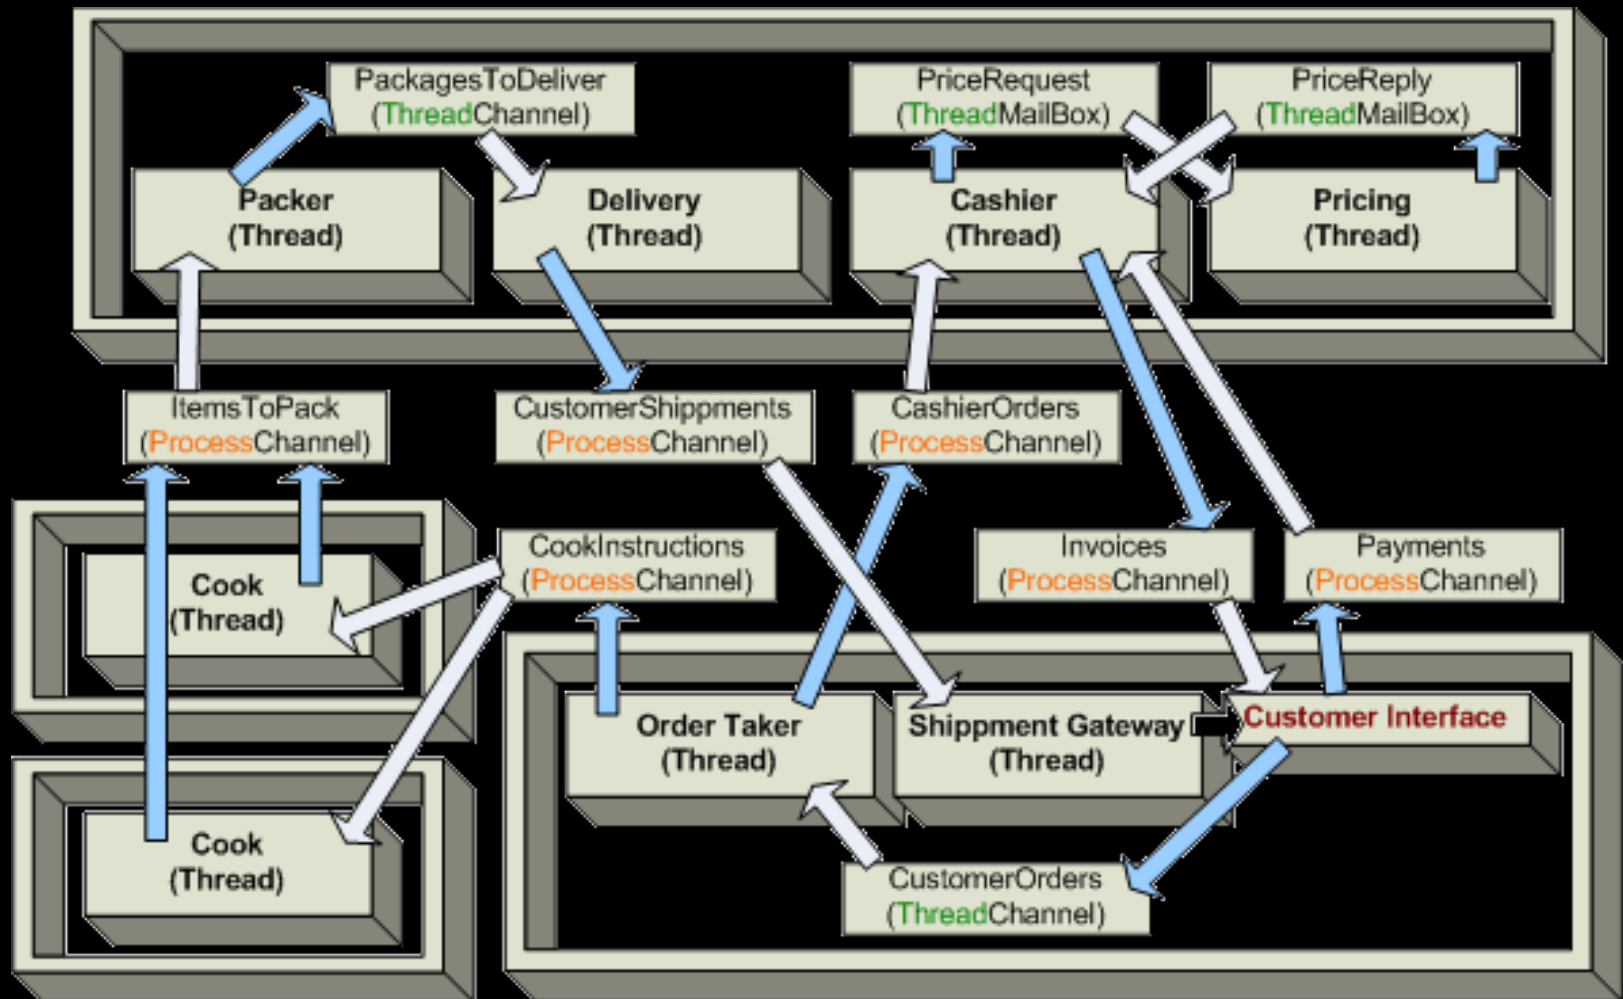 PackagesToDeliver
(ThreadChannel)
PriceRequest
(ThreadMailBox)
PriceReply
(ThreadMailBox)
Packer
(Thread)
Delivery
(Thread)
Cashier
(Thread)
Pricing
(Thread)
ItemsToPack
(ProcessChannel)
CustomerShippments
(ProcessChannel)
CashierOrders
(ProcessChannel)
CookInstructions
(ProcessChannel)
Invoices
(ProcessChannel)
Payments
(ProcessChannel)
Cook
(Thread)
Order Taker
(Thread)
Shippment Gateway
(Thread)
Customer Interface
Cook
(Thread)
CustomerOrders
(ThreadChannel)